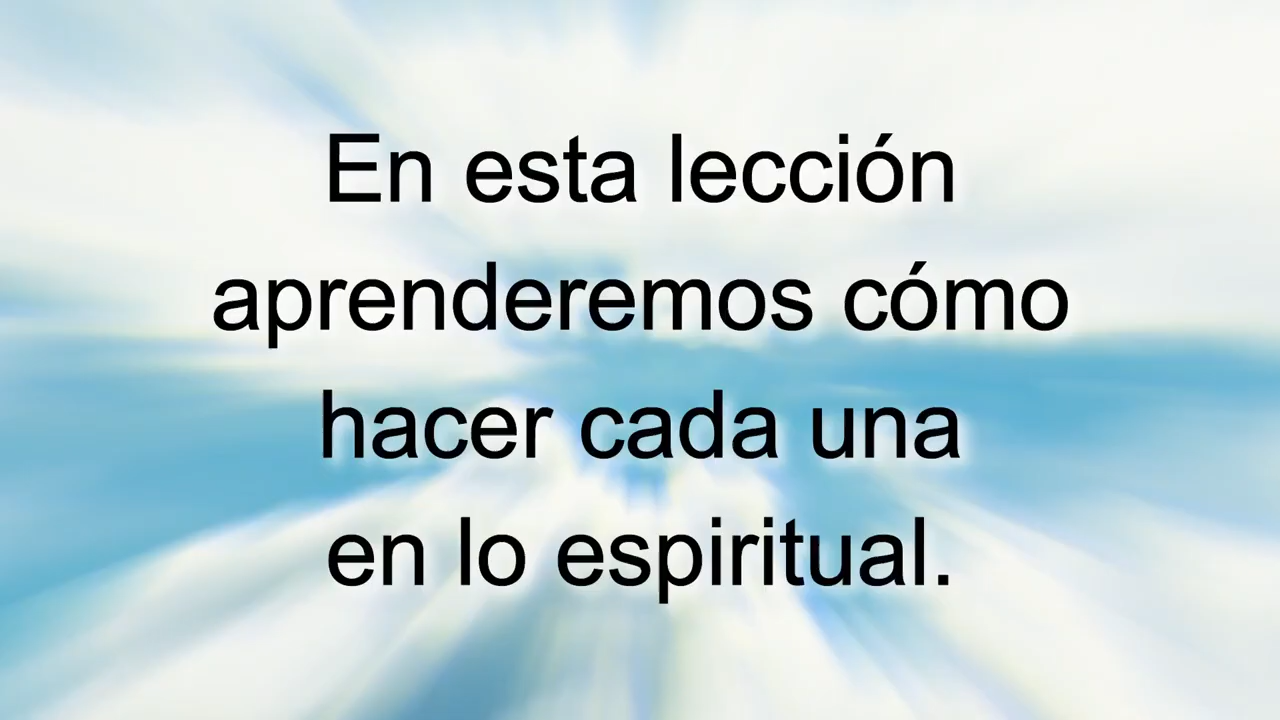 En esta lección
aprenderemos cómo
hacer cada una
en lo espiritual.